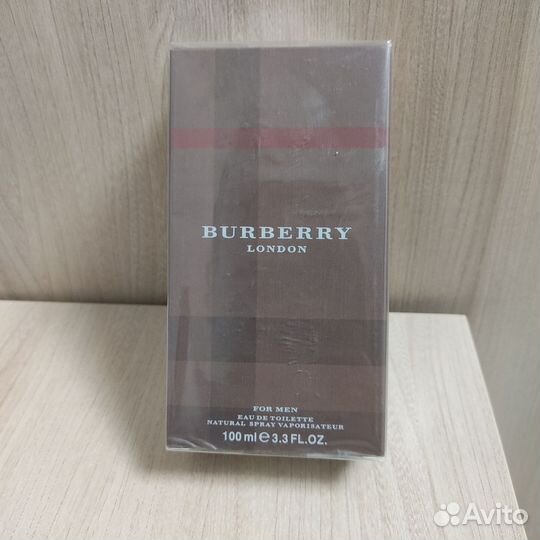 BURBERRY
LONDON
FOR MEN
EAU DE TOILETTE
NATURAL SPRAY VAPORISATEUR
100 ml e 3.3 FL.OZ.
Avito